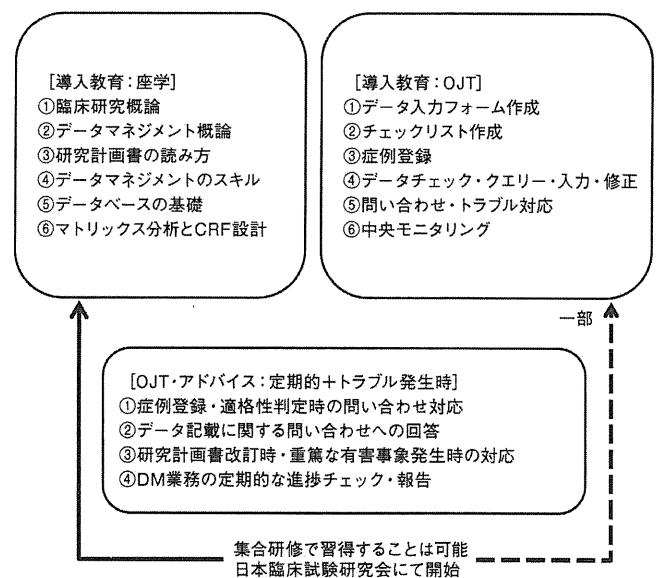 [導入教育:座学]
①臨床研究概論
②データマネジメント概論
③研究計画書の読み方
④データマネジメントのスキル
⑤データベースの基礎
⑥マトリックス分析とCRF設計
[導入教育:OJT]
①データ入力フォーム作成
②チェックリスト作成
③症例登録
④データチェック・クエリー・入力・修正
⑤問い合わせ・トラブル対応
⑥中央モニタリング
一部
[OJT・アドバイス:定期的+トラブル発生時]
①症例登録・適格性判定時の問い合わせ対応
②データ記載に関する問い合わせへの回答
③研究計画書改訂時・重篤な有害事象発生時の対応
④DM業務の定期的な進捗チェック・報告
集合研修で習得することは可能
日本臨床試験研究会にて開始